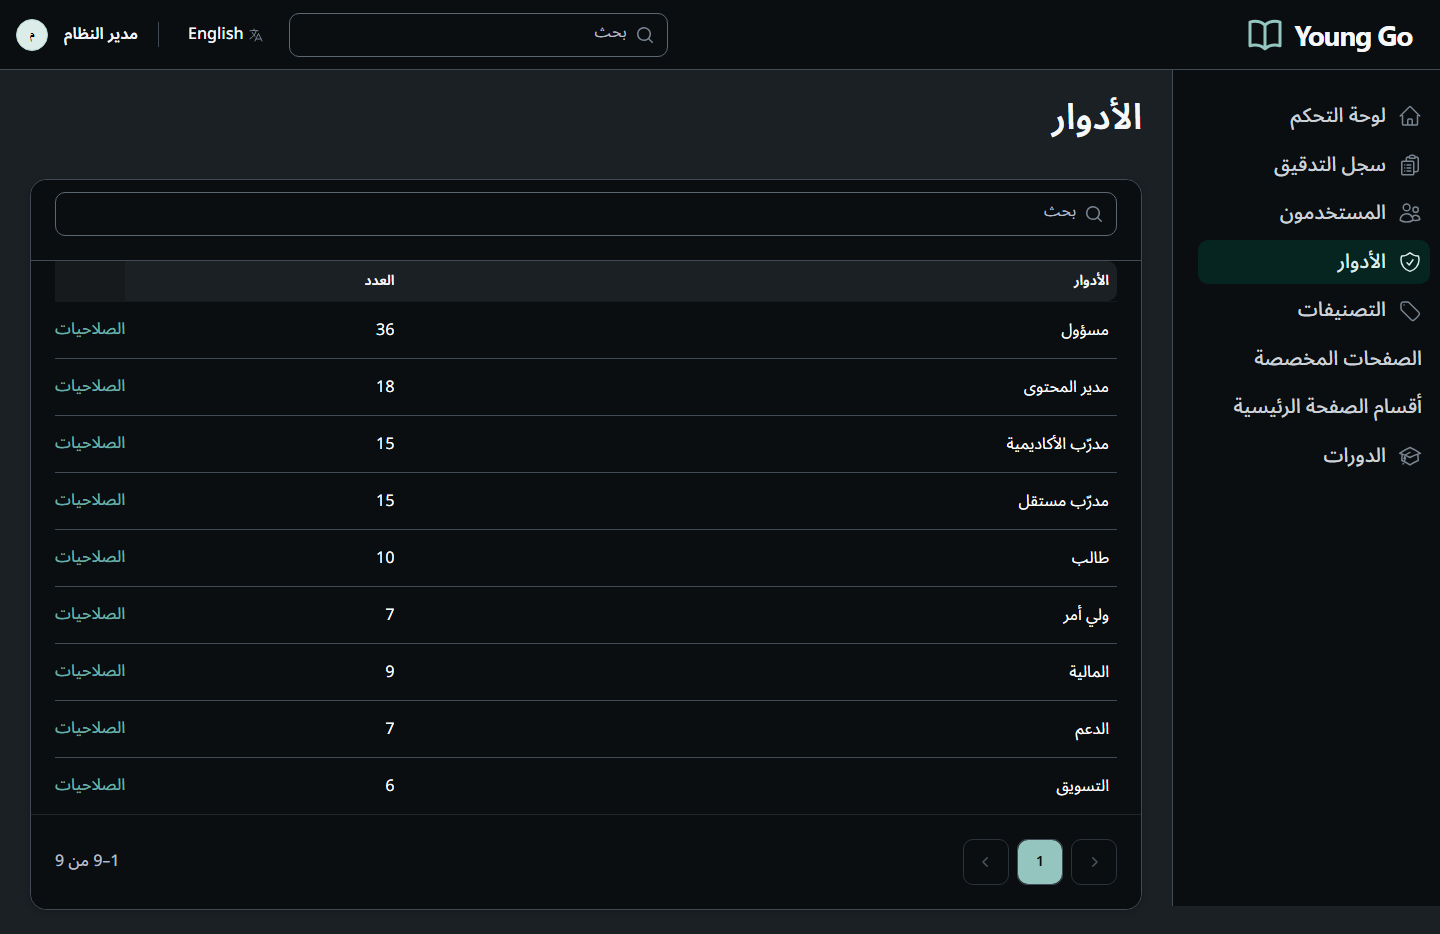 Young Go
بحث
English
مدير النظام
م
لوحة التحكم
سجل التدقيق
المستخدمون
الأدوار
التصنيفات
الصفحات المخصصة
أقسام الصفحة الرئيسية
الدورات
الأدوار
بحث
الأدوار العدد
مسؤول 36 الصلاحيات
مدير المحتوى 18 الصلاحيات
مدرّب الأكاديمية 15 الصلاحيات
مدرّب مستقل 15 الصلاحيات
طالب 10 الصلاحيات
ولي أمر 7 الصلاحيات
المالية 9 الصلاحيات
الدعم 7 الصلاحيات
التسويق 6 الصلاحيات
1
1–9 من 9